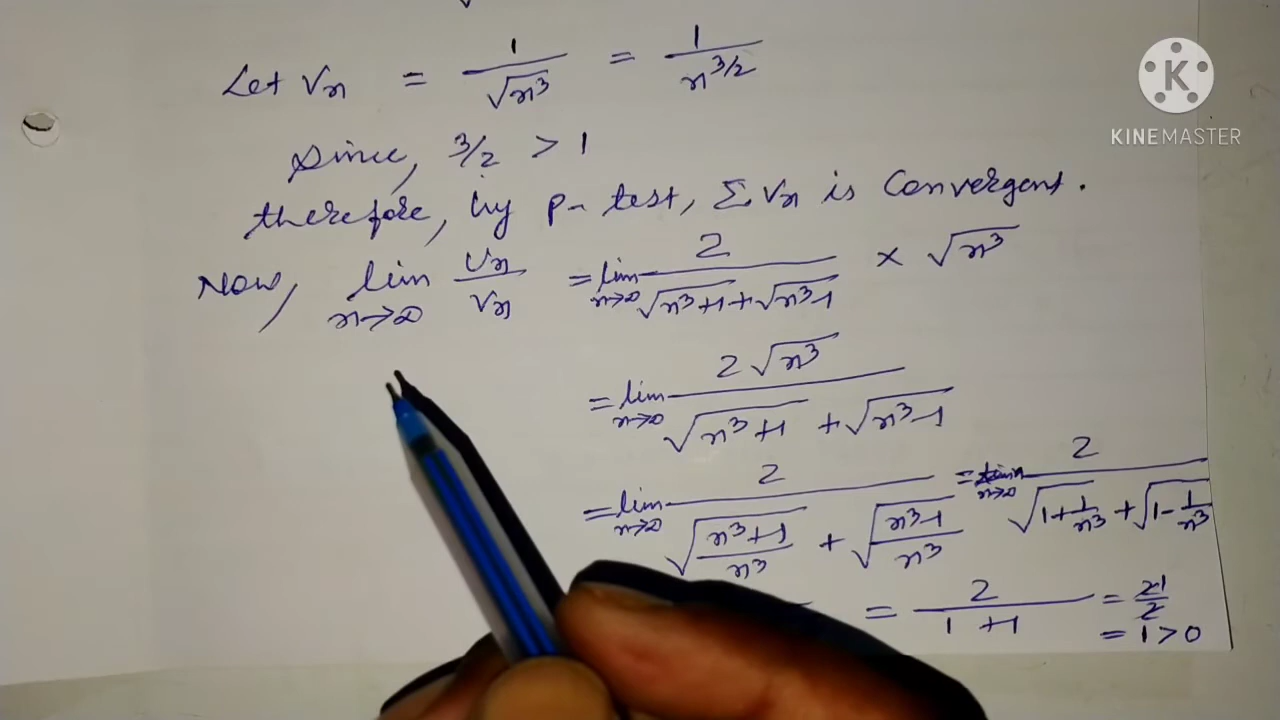 Let Vn = 1/√n³ = 1/n^3/2
KINEMASTER
Since, 3/2 > 1
therefore, by p-test, Σ Vn is Convergent.
Now, lim n→∞ Un/Vn = lim n→∞ 2/(√(n³+1) + √(n³-1)) × √n³
= lim n→∞ 2√n³/(√(n³+1) + √(n³-1))
= lim n→∞ 2/(√((n³+1)/n³) + √((n³-1)/n³)) = lim n→∞ 2/(√(1+1/n³) + √(1-1/n³))
= 2/(1+1) = 2/2
= 1 > 0